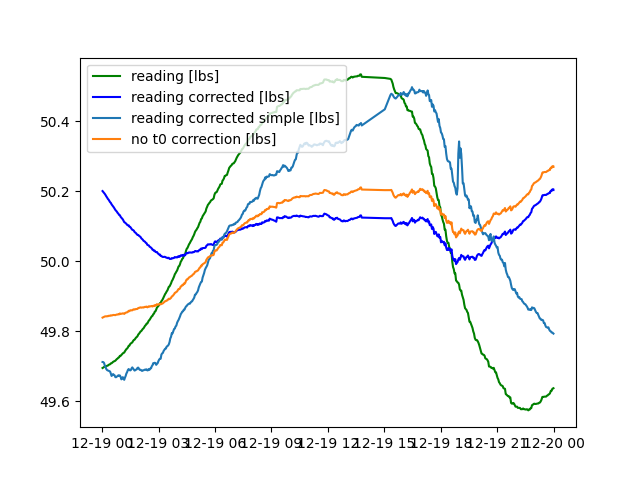 reading [lbs]
reading corrected [lbs]
reading corrected simple [lbs]
no t0 correction [lbs]
50.4
50.2
50.0
49.8
49.6
12-19 00 12-19 03 12-19 06 12-19 09 12-19 12 12-19 15 12-19 18 12-19 21 12-20 00